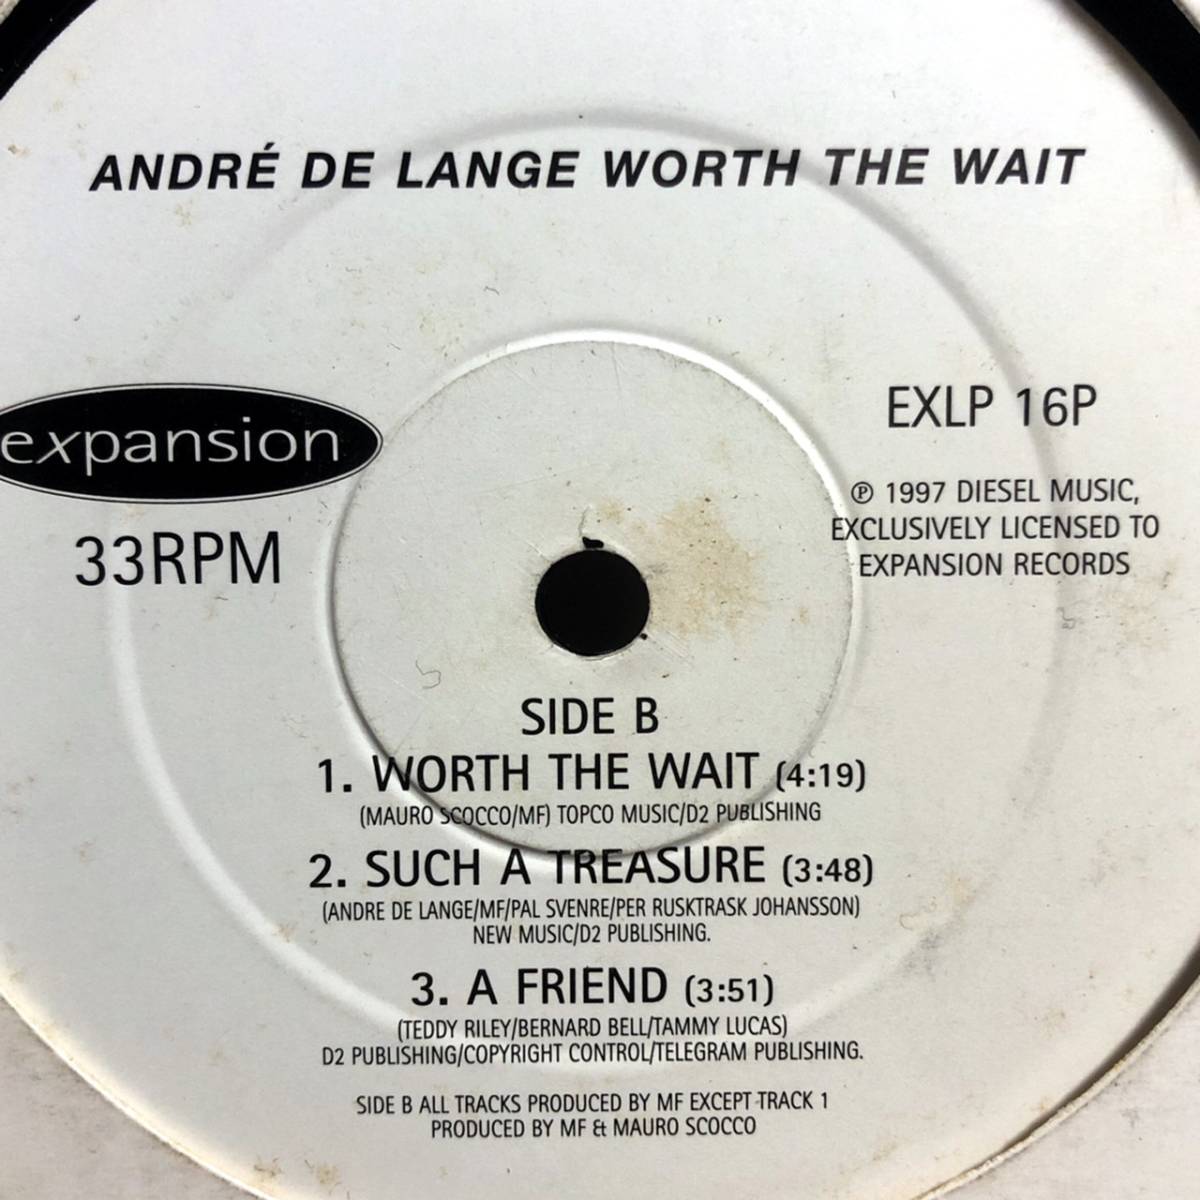 ANDRÉ DE LANGE WORTH THE WAIT
expansion
33RPM
EXLP 16P
℗ 1997 DIESEL MUSIC,
EXCLUSIVELY LICENSED TO
EXPANSION RECORDS
SIDE B
1. WORTH THE WAIT (4:19)
(MAURO SCOCCO/MF) TOPCO MUSIC/D2 PUBLISHING
2. SUCH A TREASURE (3:48)
(ANDRE DE LANGE/MF/PAL SVENRE/PER RUSKTRASK JOHANSSON)
NEW MUSIC/D2 PUBLISHING.
3. A FRIEND (3:51)
(TEDDY RILEY/BERNARD BELL/TAMMY LUCAS)
D2 PUBLISHING/COPYRIGHT CONTROL/TELEGRAM PUBLISHING.
SIDE B ALL TRACKS PRODUCED BY MF EXCEPT TRACK 1
PRODUCED BY MF & MAURO SCOCCO